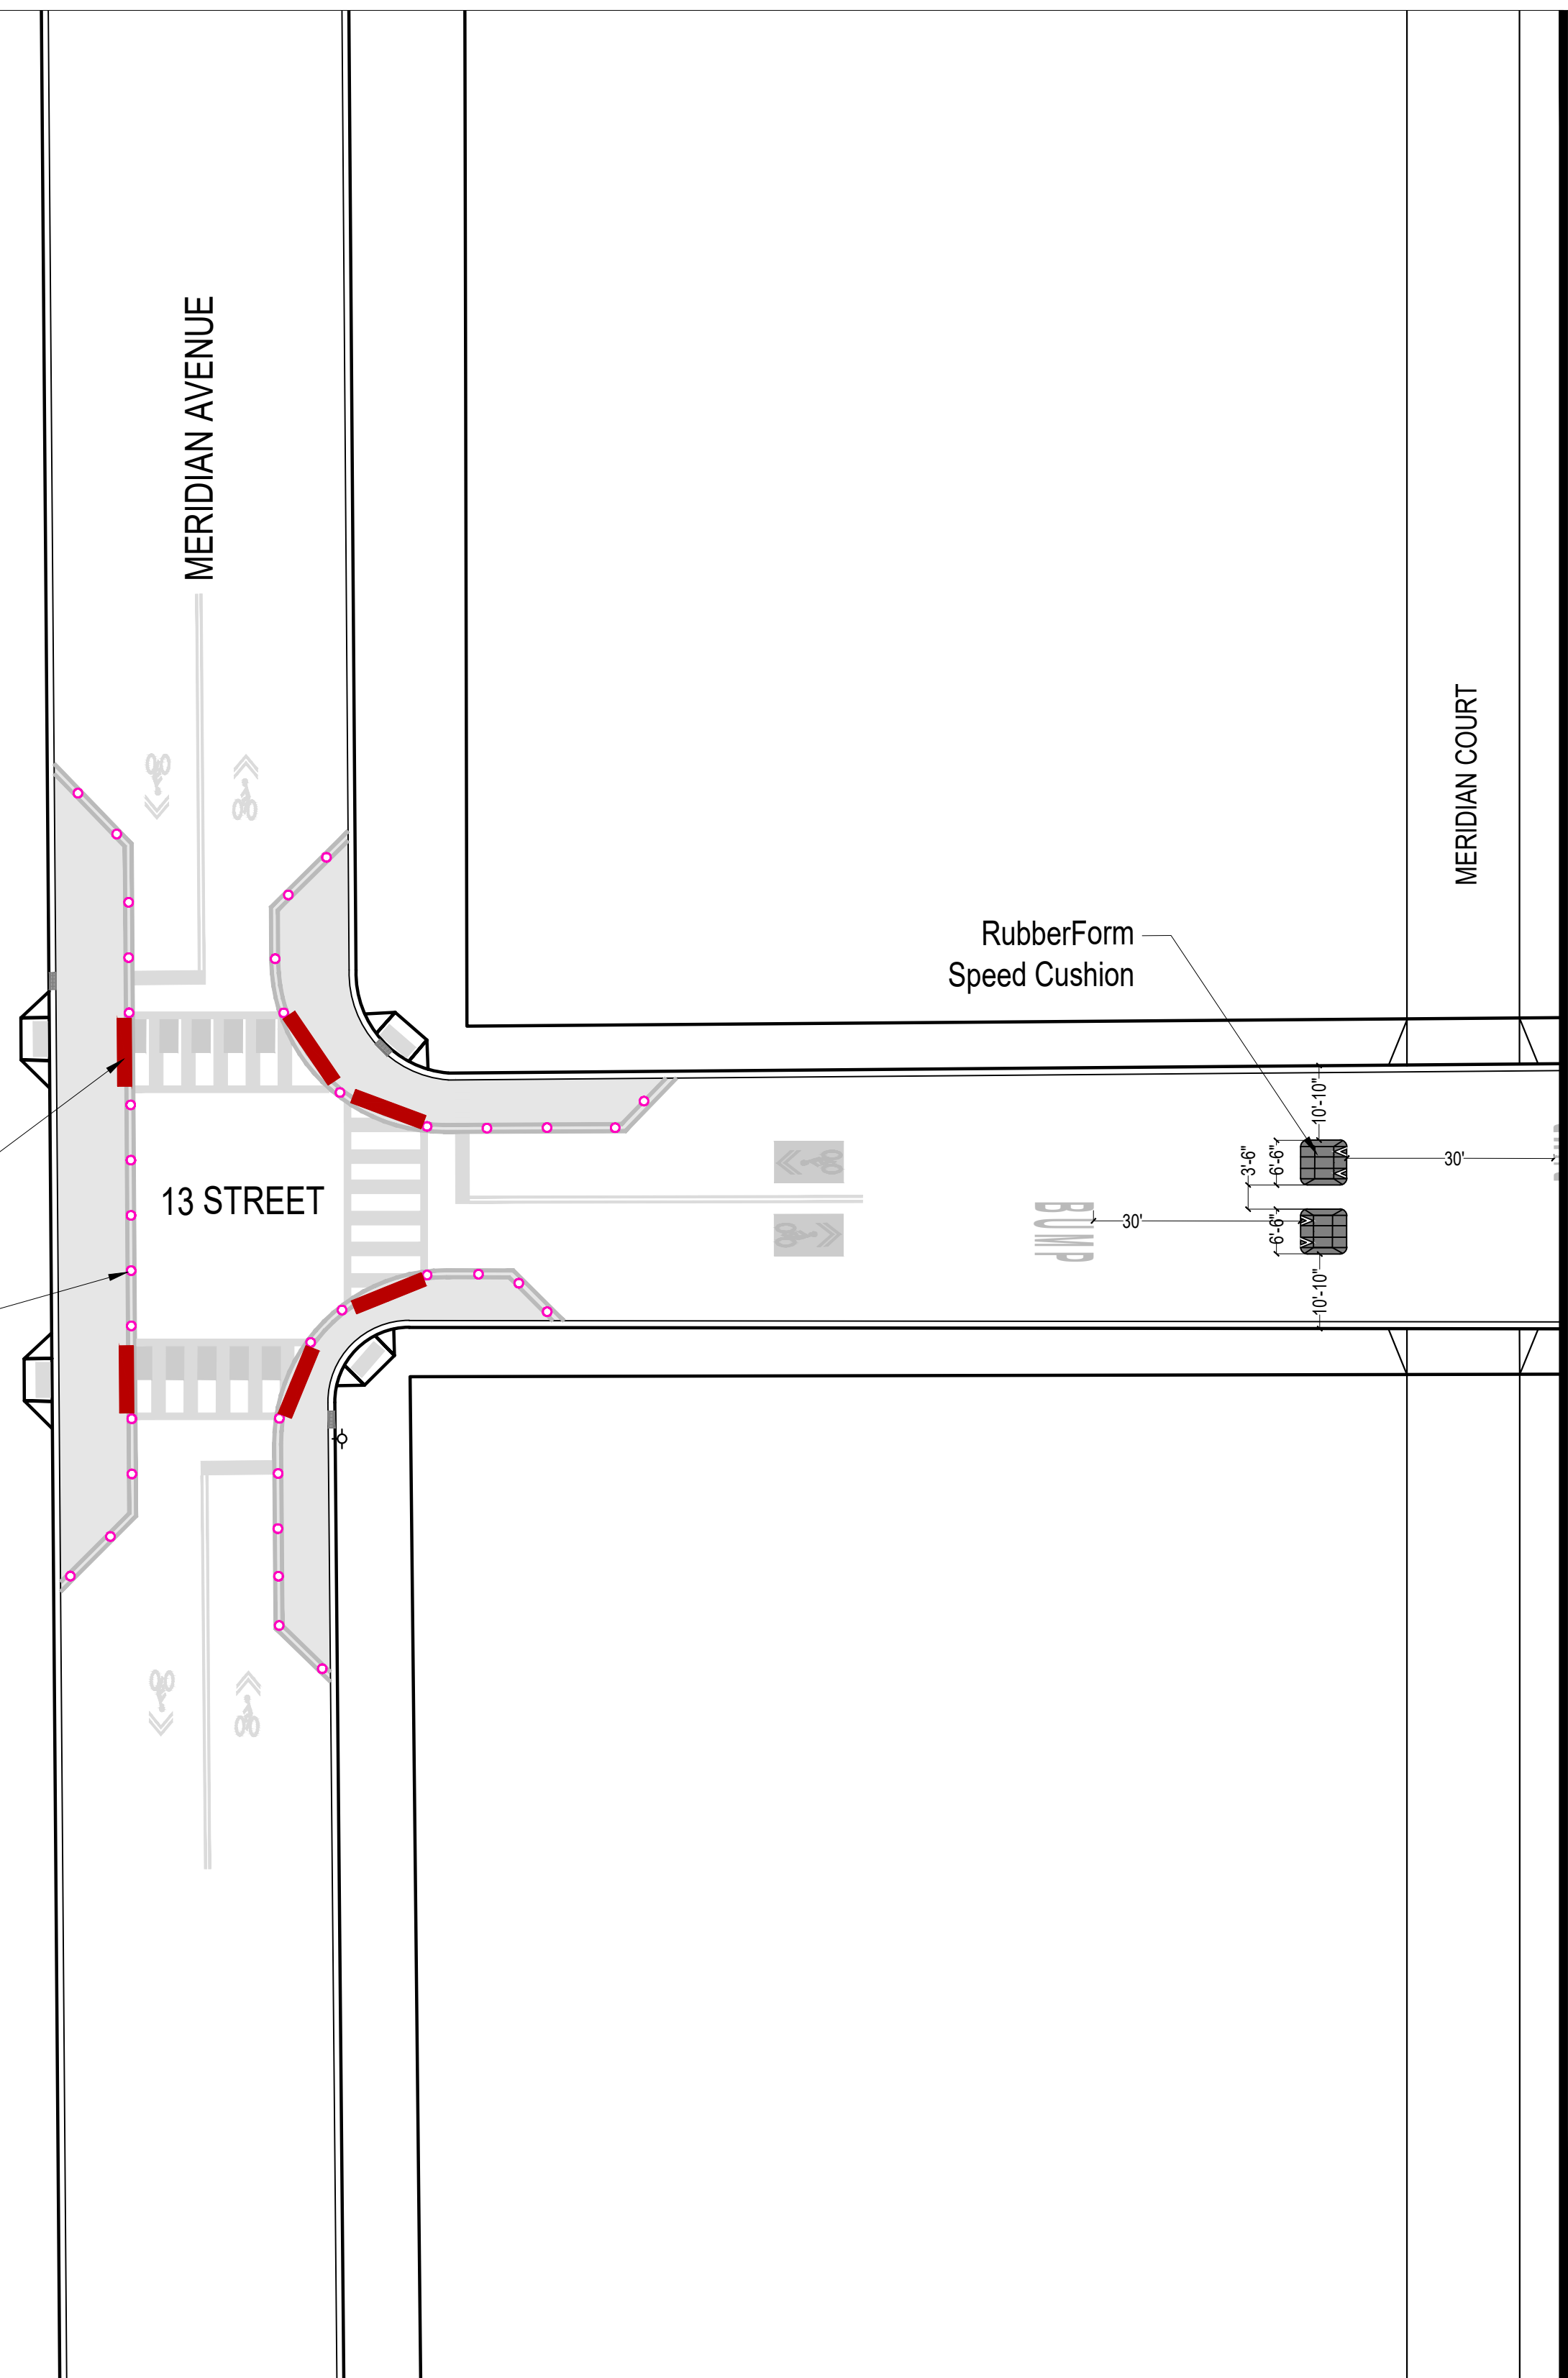 MERIDIAN AVENUE
MERIDIAN COURT
RubberForm
Speed Cushion
10'-10"
3'-6"
6'-6"
30'
13 STREET
BUMP
30'
6'-6"
10'-10"